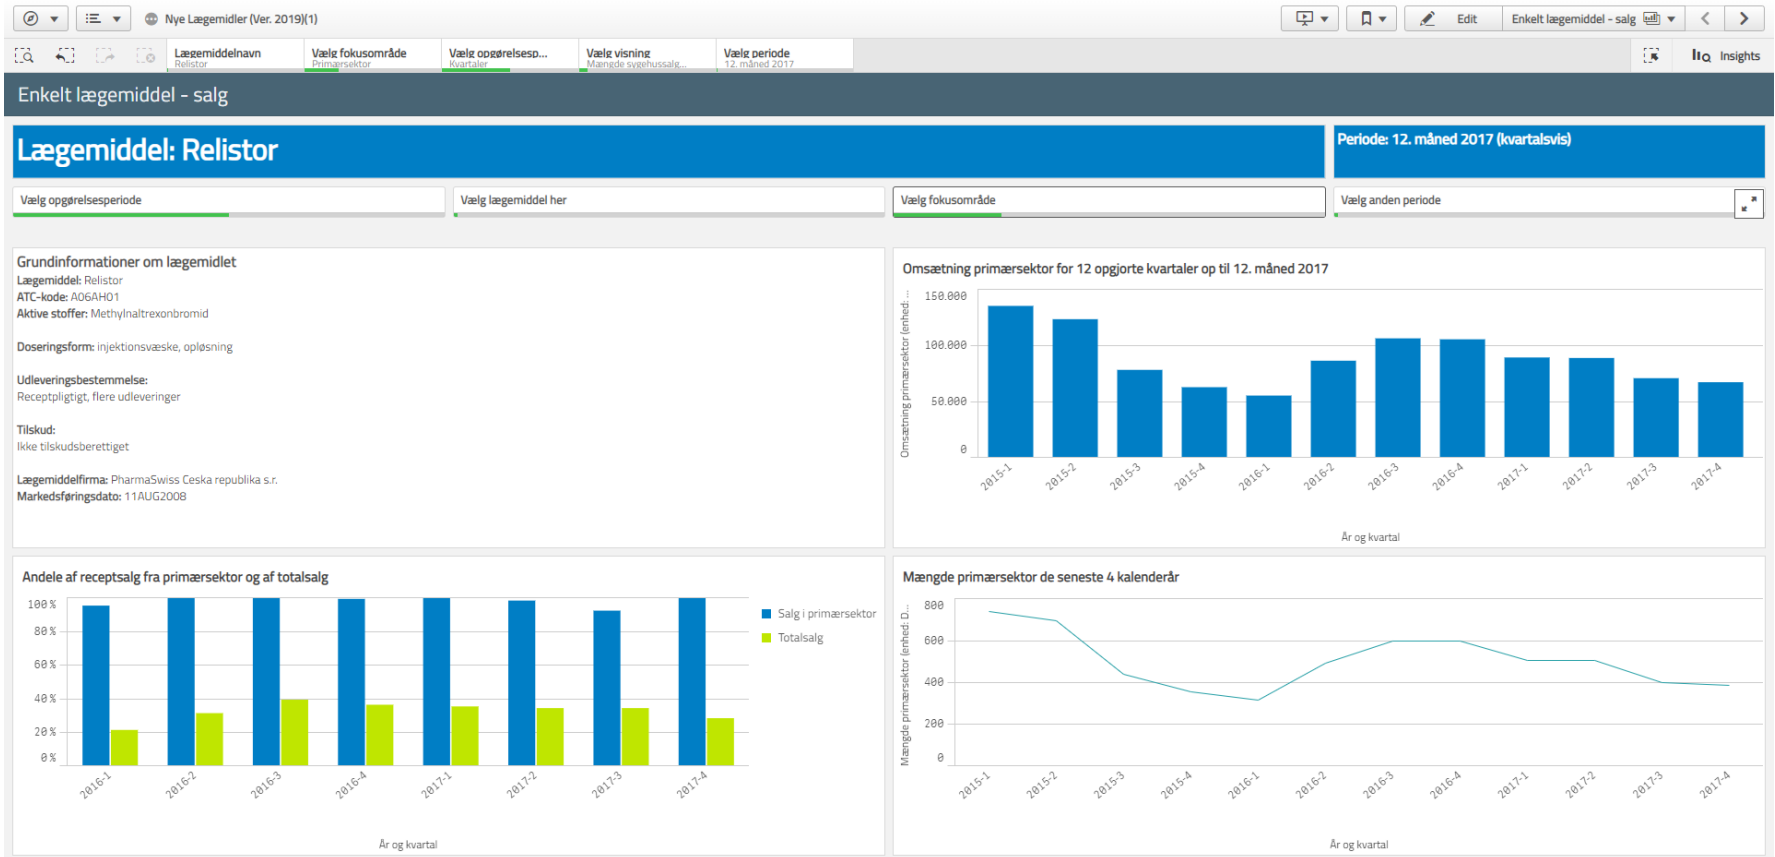 Nye Lægemidler (Ver. 2019)(1)
Edit
Enkelt lægemiddel - salg
Lægemiddelnavn
Relistor
Vælg fokusområde
Primærsektor
Vælg opgørelsesp...
Kvartaler
Vælg visning
Mængde sygehussalg...
Vælg periode
12. måned 2017
Insights
Enkelt lægemiddel - salg
Lægemiddel: Relistor
Periode: 12. måned 2017 (kvartalsvis)
Vælg opgørelsesperiode
Vælg lægemiddel her
Vælg fokusområde
Vælg anden periode
Grundinformationer om lægemidlet
Lægemiddel: Relistor
ATC-kode: A06AH01
Aktive stoffer: Methylnaltrexonbromid
Doseringsform: injektionsvæske, opløsning
Udleveringsbestemmelse:
Receptpligtigt, flere udleveringer
Tilskud:
Ikke tilskudsberettiget
Lægemiddelfirma: PharmaSwiss Ceska republika s.r.
Markedsføringsdato: 11AUG2008
Omsætning primærsektor for 12 opgjorte kvartaler op til 12. måned 2017
Omsætning primærsektor (enhed: ...
150.000
100.000
50.000
0
2015-1
2015-2
2015-3
2015-4
2016-1
2016-2
2016-3
2016-4
2017-1
2017-2
2017-3
2017-4
År og kvartal
Andele af receptsalg fra primærsektor og af totalsalg
100 %
80 %
60 %
40 %
20 %
0 %
2016-1
2016-2
2016-3
2016-4
2017-1
2017-2
2017-3
2017-4
År og kvartal
Salg i primærsektor
Totalsalg
Mængde primærsektor de seneste 4 kalenderår
Mængde primærsektor (enhed: D...
800
600
400
200
0
2015-1
2015-2
2015-3
2015-4
2016-1
2016-2
2016-3
2016-4
2017-1
2017-2
2017-3
2017-4
År og kvartal